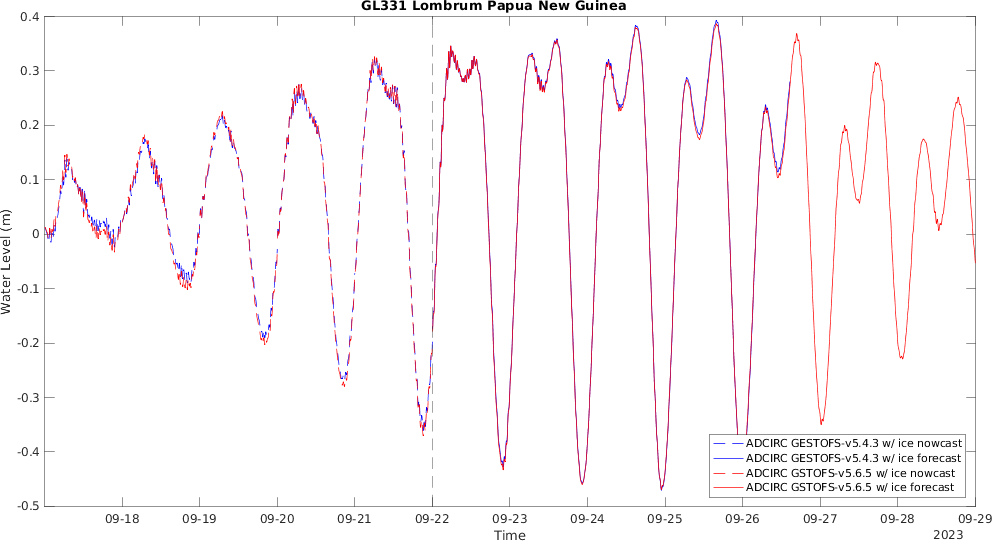 GL331 Lombrum Papua New Guinea
0.4
0.3
0.2
0.1
0
-0.1
-0.2
-0.3
-0.4
-0.5
Water Level (m)
ADCIRC GESTOFS-v5.4.3 w/ ice nowcast
ADCIRC GESTOFS-v5.4.3 w/ ice forecast
ADCIRC GSTOFS-v5.6.5 w/ ice nowcast
ADCIRC GSTOFS-v5.6.5 w/ ice forecast
09-18 09-19 09-20 09-21 09-22 09-23 09-24 09-25 09-26 09-27 09-28 09-29
Time
2023